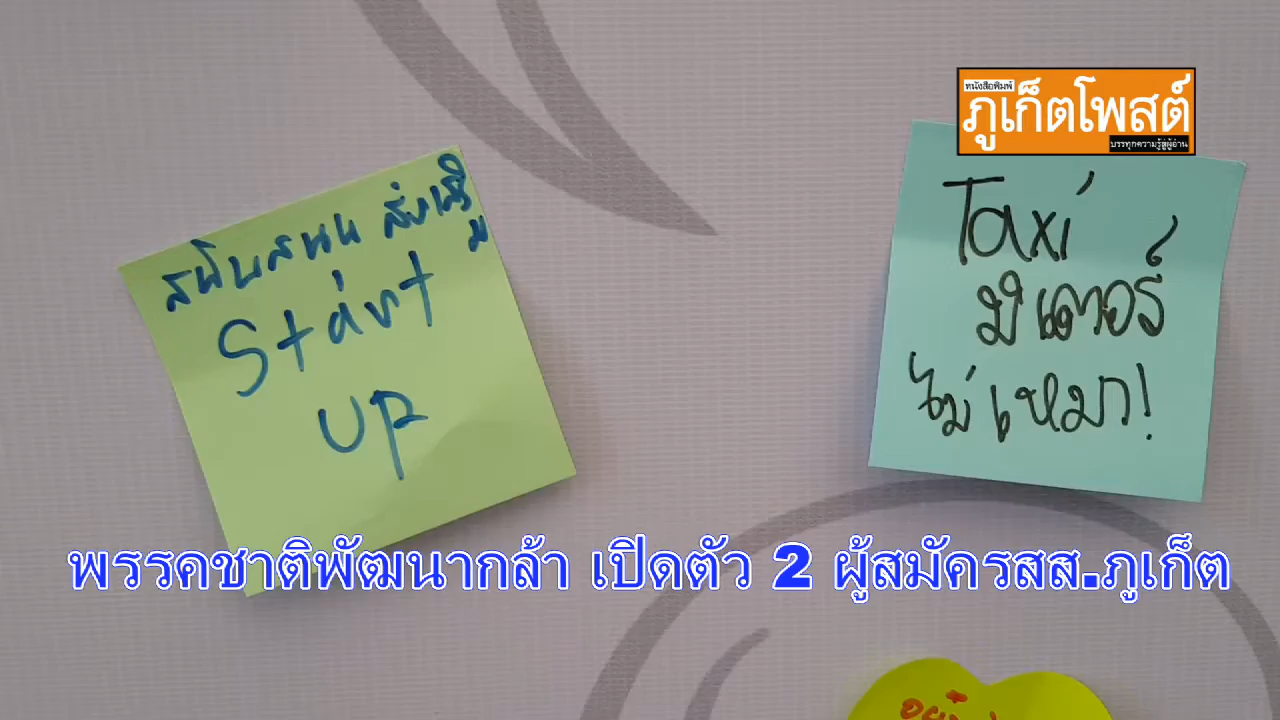 หนังสือพิมพ์
ภูเก็ตโพสต์
บรรทุกความรู้สู่ผู้อ่าน
สนับสนุน ส่งเสริม
Start
up
Taxi
มิเตอร์
ไม่เหมา!
พรรคชาติพัฒนากล้า เปิดตัว 2 ผู้สมัครสส.ภูเก็ต